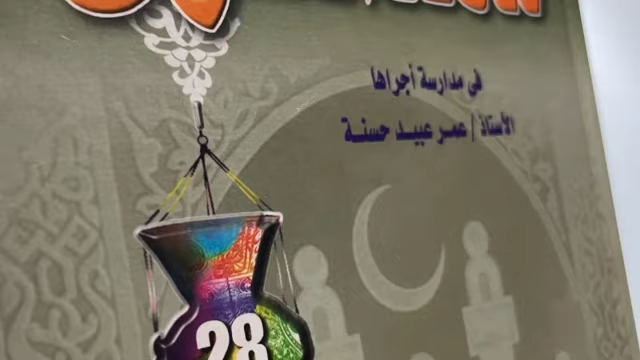 في مدارسة أجراها
الأستاذ / عمر عبيد حسنة
28